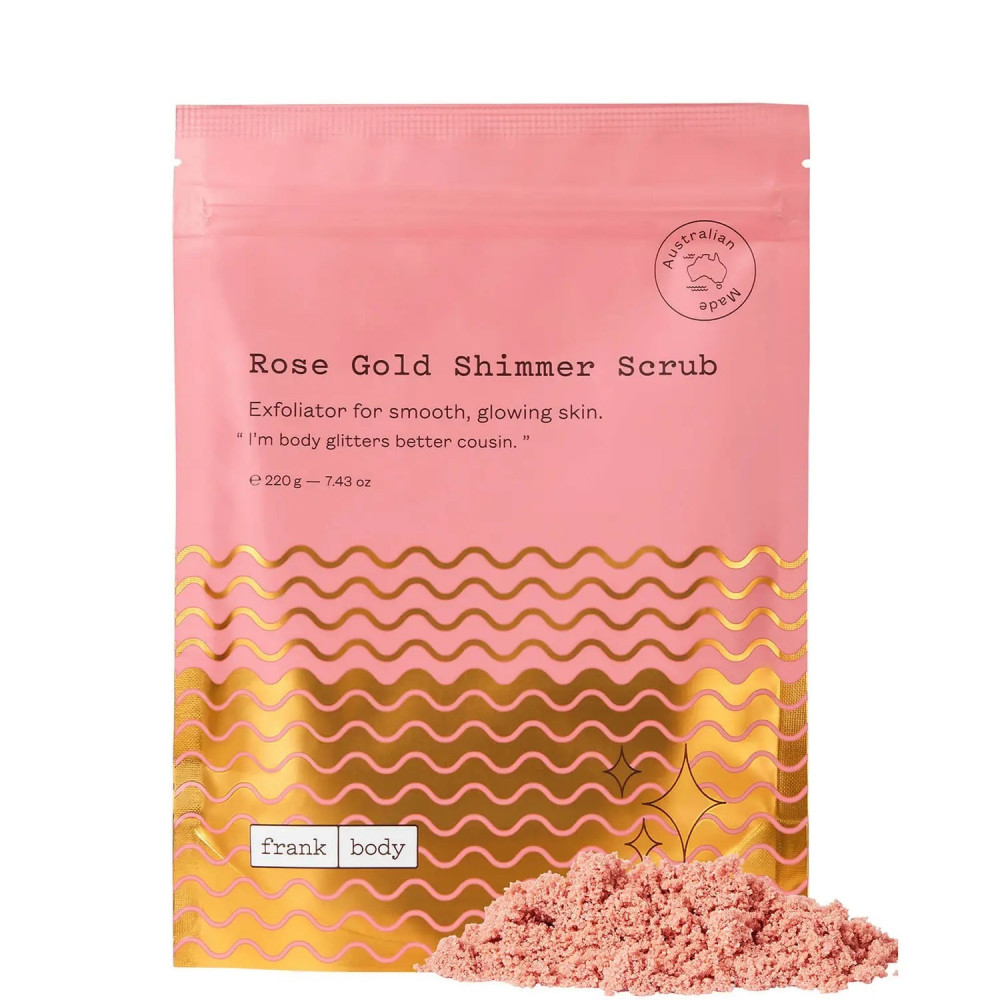 Australian
Made
Rose Gold Shimmer Scrub
Exfoliator for smooth, glowing skin.
“ I'm body glitters better cousin. ”
℮ 220 g — 7.43 oz
frank body